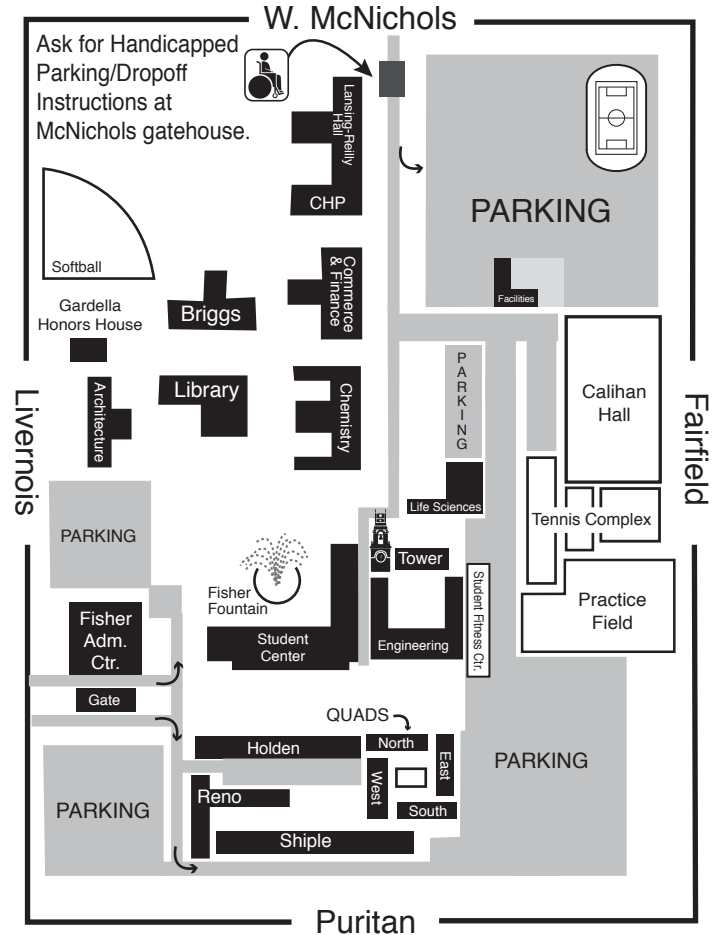 W. McNichols
Ask for Handicapped
Parking/Dropoff
Instructions at
McNichols gatehouse.
Lansing-Reilly
Hall
CHP
PARKING
Softball
Facilities
Commerce
& Finance
Gardella
Honors House
Briggs
PARKING
Calihan
Hall
Livernois
Fairfield
Architecture
Library
Chemistry
Life Sciences
Tennis Complex
PARKING
Tower
Fisher
Fountain
Student Fitness Ctr.
Practice
Field
Fisher
Adm.
Ctr.
Student
Center
Engineering
Gate
QUADS
Holden
North
East
West
South
PARKING
PARKING
Reno
Shiple
Puritan